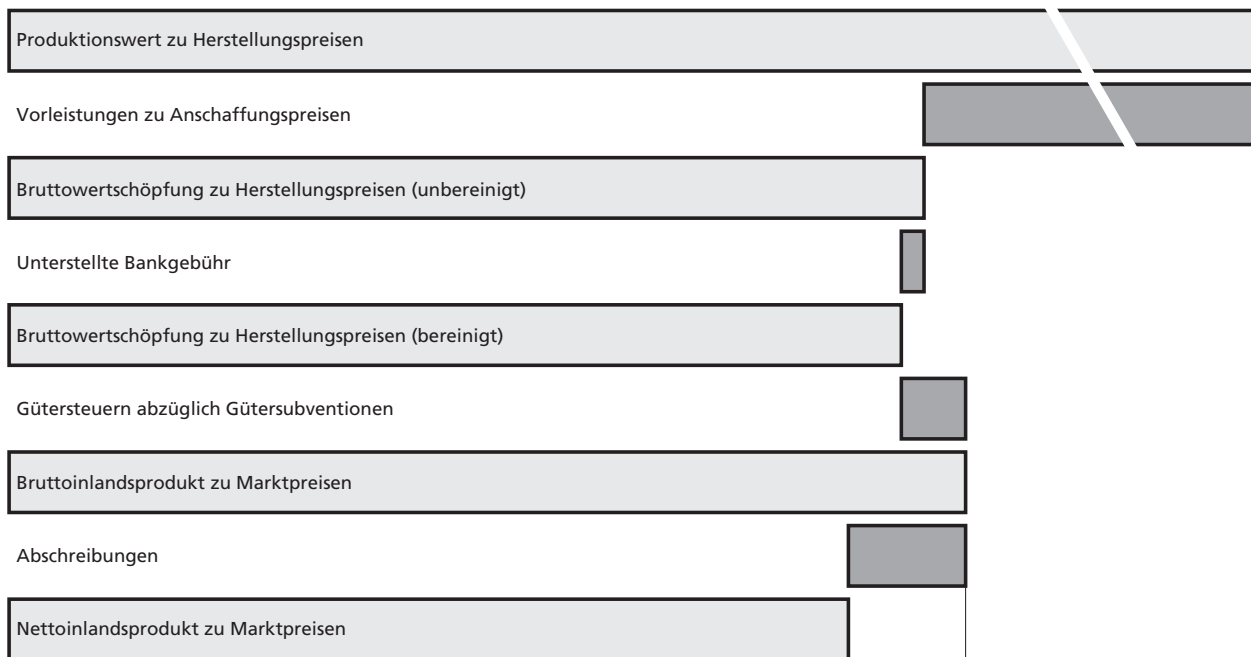 Produktionswert zu Herstellungspreisen
Vorleistungen zu Anschaffungspreisen
Bruttowertschöpfung zu Herstellungspreisen (unbereinigt)
Unterstellte Bankgebühr
Bruttowertschöpfung zu Herstellungspreisen (bereinigt)
Gütersteuern abzüglich Gütersubventionen
Bruttoinlandsprodukt zu Marktpreisen
Abschreibungen
Nettoinlandsprodukt zu Marktpreisen